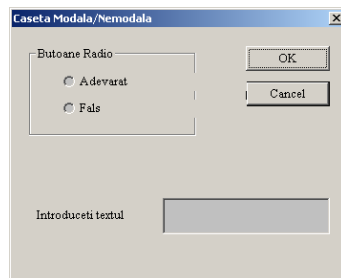 Caseta Modala/Nemodala
Butoane Radio
OK
Adevarat
Cancel
Fals
Introduceti textul